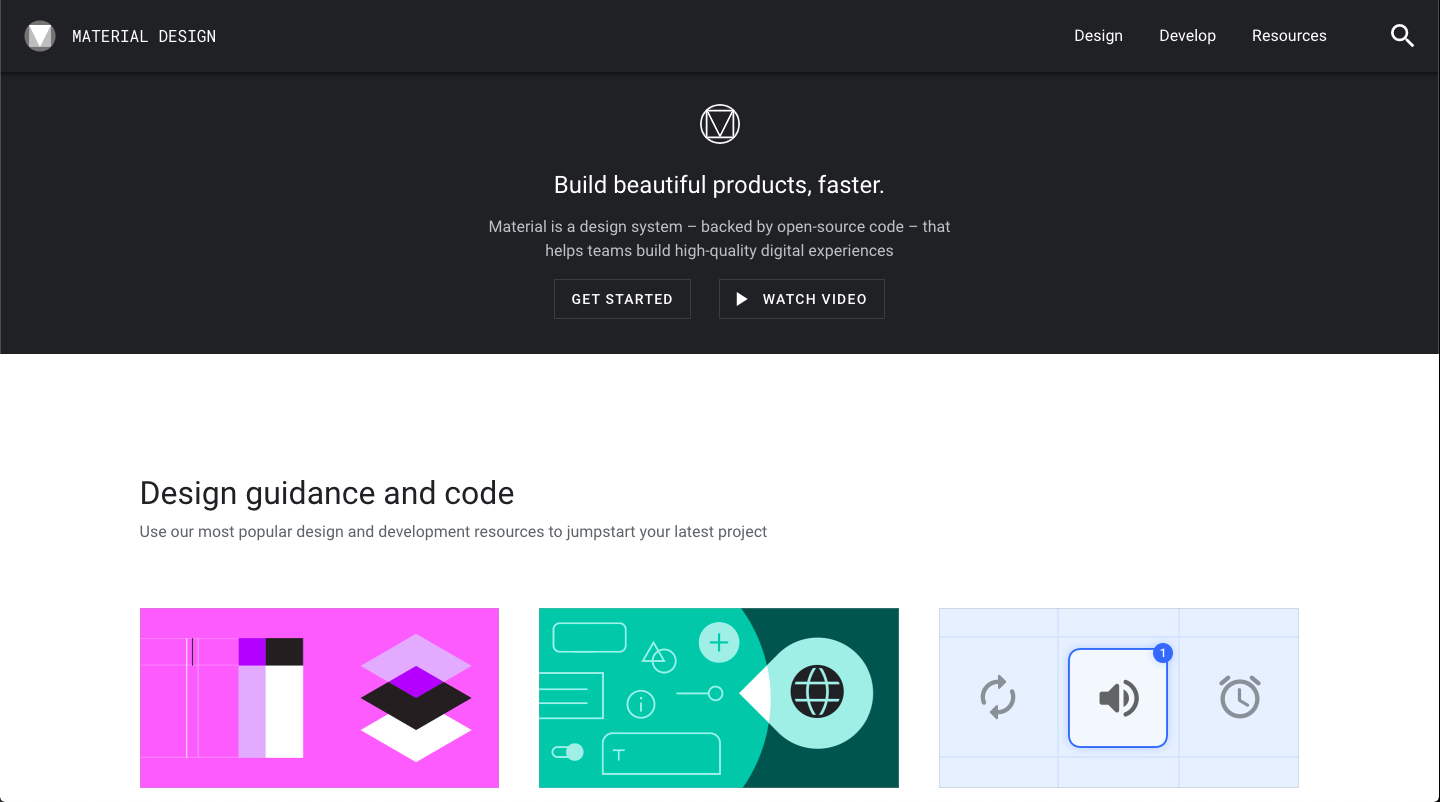 MATERIAL DESIGN
Design
Develop
Resources
Build beautiful products, faster.
Material is a design system – backed by open-source code – that
helps teams build high-quality digital experiences
GET STARTED
WATCH VIDEO
Design guidance and code
Use our most popular design and development resources to jumpstart your latest project
T
1